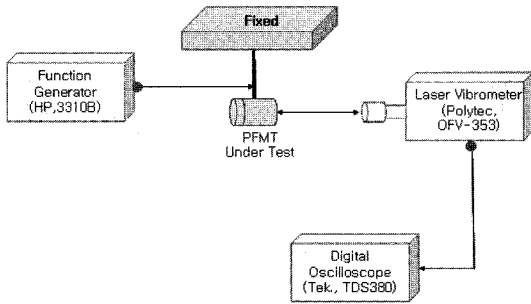 Fixed
Function
Generator
(HP,3310B)
PFMT
Under Test
Laser Vibrometer
(Polytec,
OFV-353)
Digital
Oscilloscope
(Tek., TDS380)